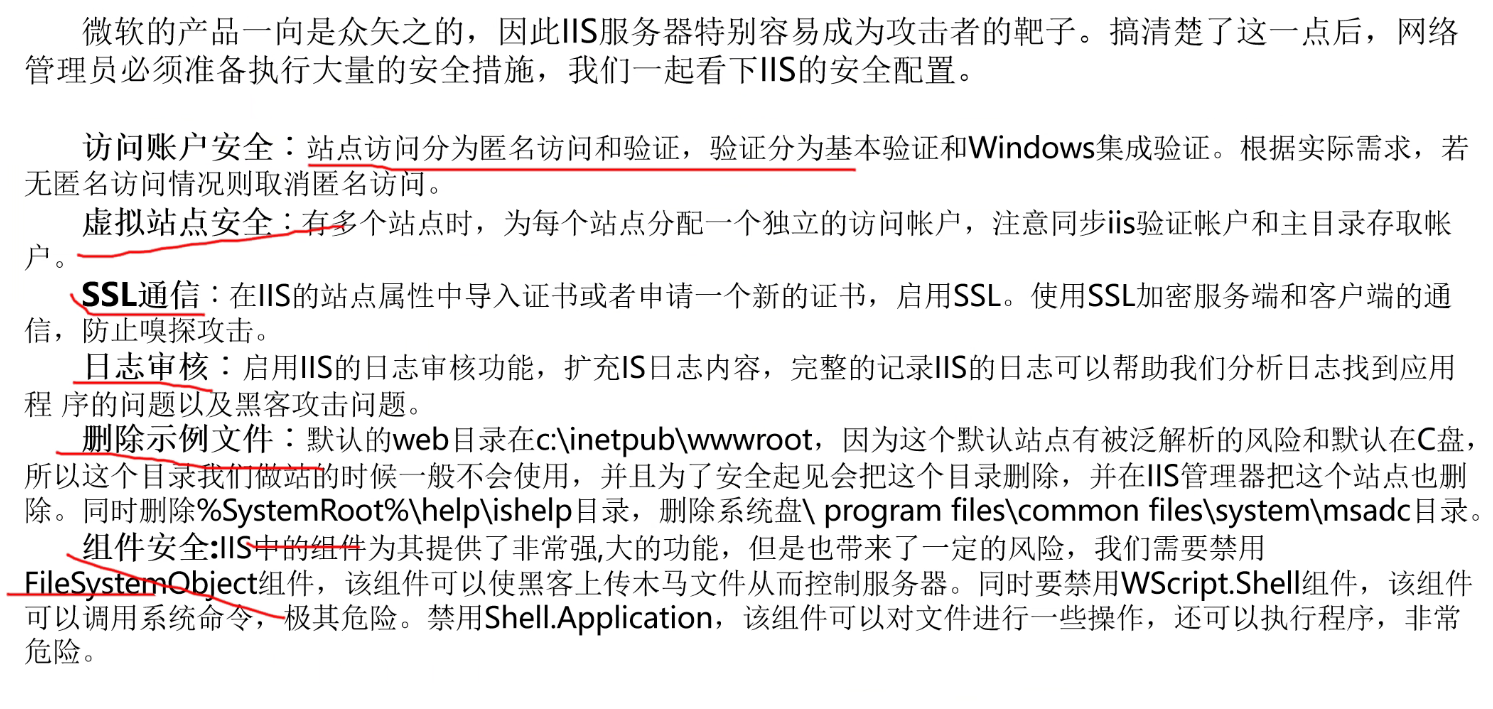 微软的产品一向是众矢之的，因此IIS服务器特别容易成为攻击者的靶子。搞清楚了这一点后，网络
管理员必须准备执行大量的安全措施，我们一起看下IIS的安全配置。
访问账户安全：站点访问分为匿名访问和验证，验证分为基本验证和Windows集成验证。根据实际需求，若
无匿名访问情况则取消匿名访问。
虚拟站点安全：有多个站点时，为每个站点分配一个独立的访问帐户，注意同步iis验证帐户和主目录存取帐
户。
SSL通信：在IIS的站点属性中导入证书或者申请一个新的证书，启用SSL。使用SSL加密服务端和客户端的通
信，防止嗅探攻击。
日志审核：启用IIS的日志审核功能，扩充IS日志内容，完整的记录IIS的日志可以帮助我们分析日志找到应用
程 序的问题以及黑客攻击问题。
删除示例文件：默认的web目录在c:\inetpub\wwwroot，因为这个默认站点有被泛解析的风险和默认在C盘，
所以这个目录我们做站的时候一般不会使用，并且为了安全起见会把这个目录删除，并在IIS管理器把这个站点也删
除。同时删除%SystemRoot%\help\ishelp目录，删除系统盘\ program files\common files\system\msadc目录。
组件安全:IIS中的组件为其提供了非常强,大的功能，但是也带来了一定的风险，我们需要禁用
FileSystemObject组件，该组件可以使黑客上传木马文件从而控制服务器。同时要禁用WScript.Shell组件，该组件
可以调用系统命令，极其危险。禁用Shell.Application，该组件可以对文件进行一些操作，还可以执行程序，非常
危险。